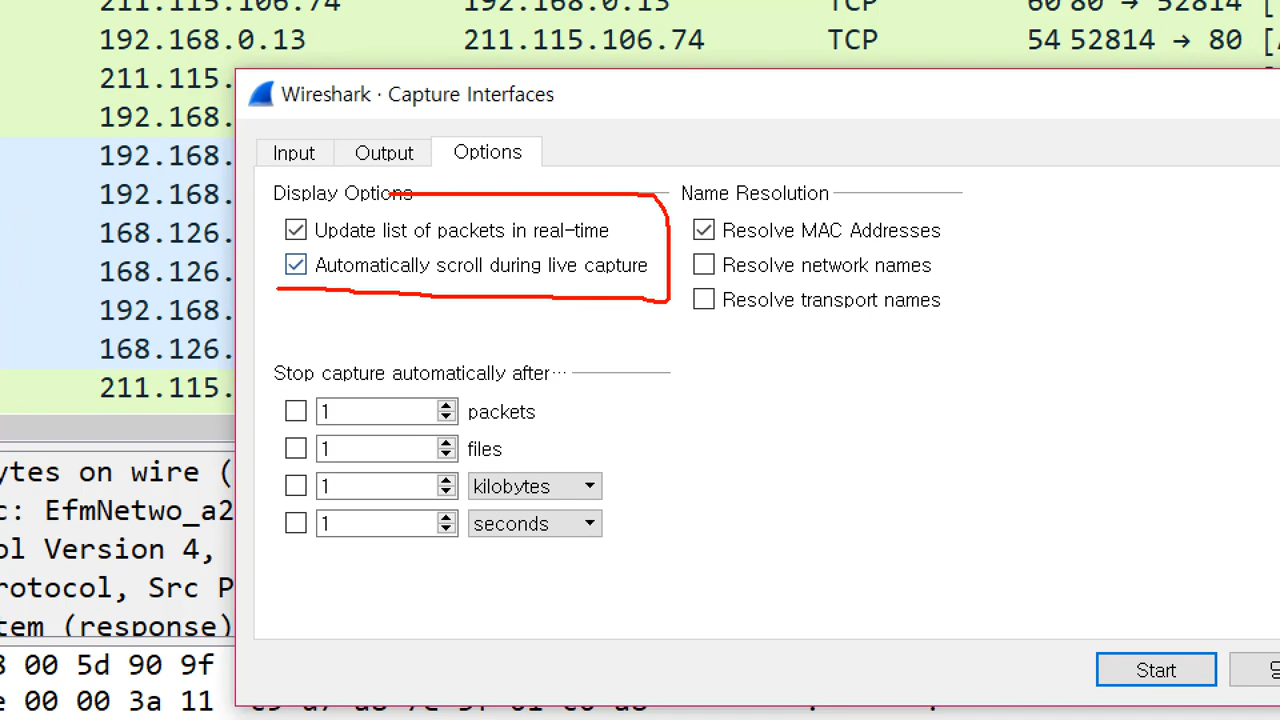 211.115.106.74 192.168.0.13 TCP 60 80 → 52814 [
192.168.0.13 211.115.106.74 TCP 54 52814 → 80 [
211.115.
192.168.
192.168.
192.168.
168.126.
168.126.
192.168.
168.126.
211.115.
Wireshark · Capture Interfaces
Input Output Options
Display Options
Update list of packets in real-time
Automatically scroll during live capture
Name Resolution
Resolve MAC Addresses
Resolve network names
Resolve transport names
Stop capture automatically after···
1 packets
1 files
1 kilobytes
1 seconds
Start
ytes on wire (
c: EfmNetwo_a2
ol Version 4,
rotocol, Src P
tem (response)
00 5d 90 9f
e 00 00 3a 11